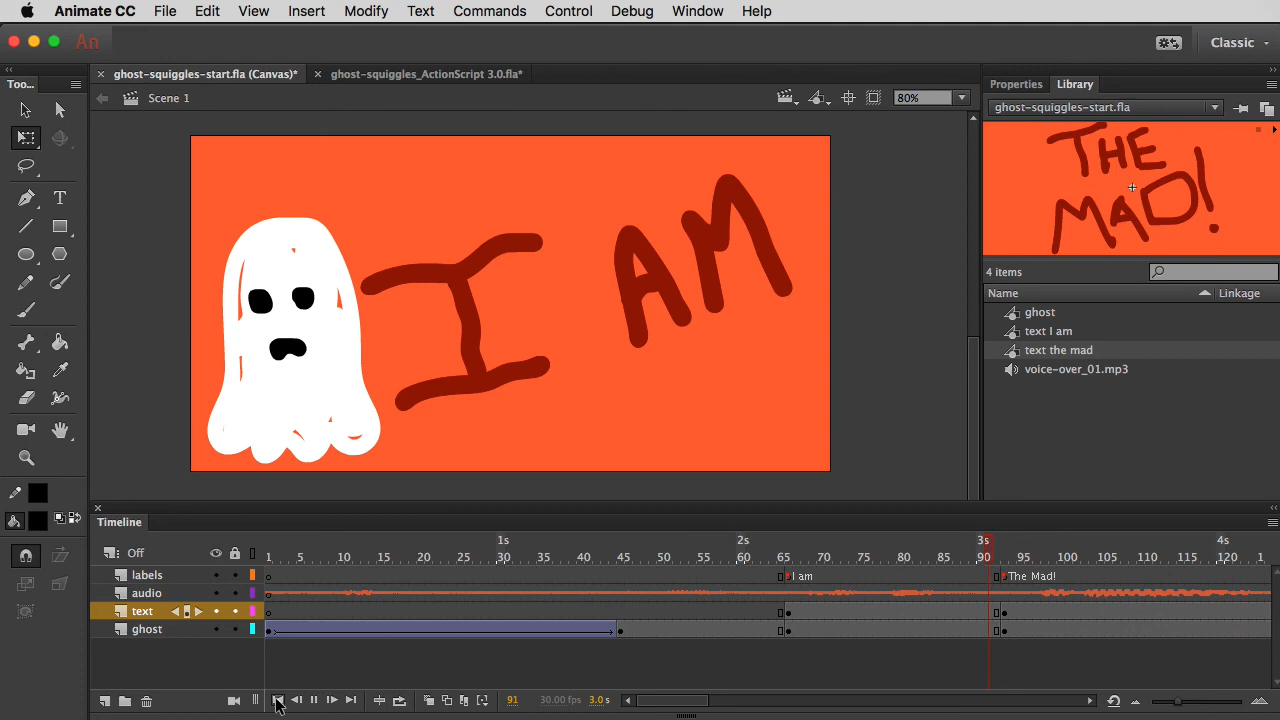 Animate CC File Edit View Insert Modify Text Commands Control Debug Window Help
An Classic
Too...
ghost-squiggles-start.fla (Canvas)* ghost-squiggles_ActionScript 3.0.fla*
Scene 1 80%
I AM
Properties Library
ghost-squiggles-start.fla
THE
MAD!
4 items
Name Linkage
ghost
text I am
text the mad
voice-over_01.mp3
T
Timeline
Off
1s 2s 3s 4s
1 5 10 15 20 25 30 35 40 45 50 55 60 65 70 75 80 85 90 95 100 105 110 115 120 1
labels I am The Mad!
audio
text
ghost
91 30.00 fps 3.0 s